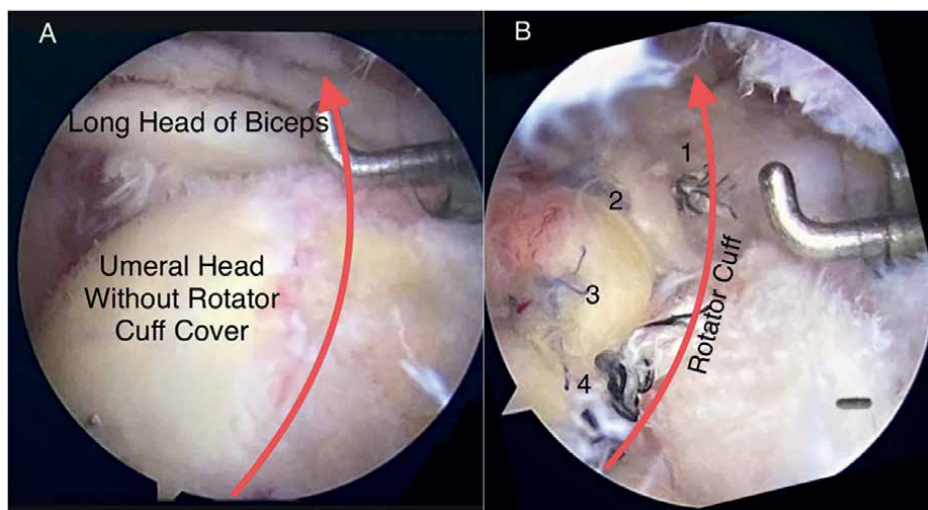 A
Long Head of Biceps
Umeral Head
Without Rotator
Cuff Cover
B
1
2
3
4
Rotator Cuff